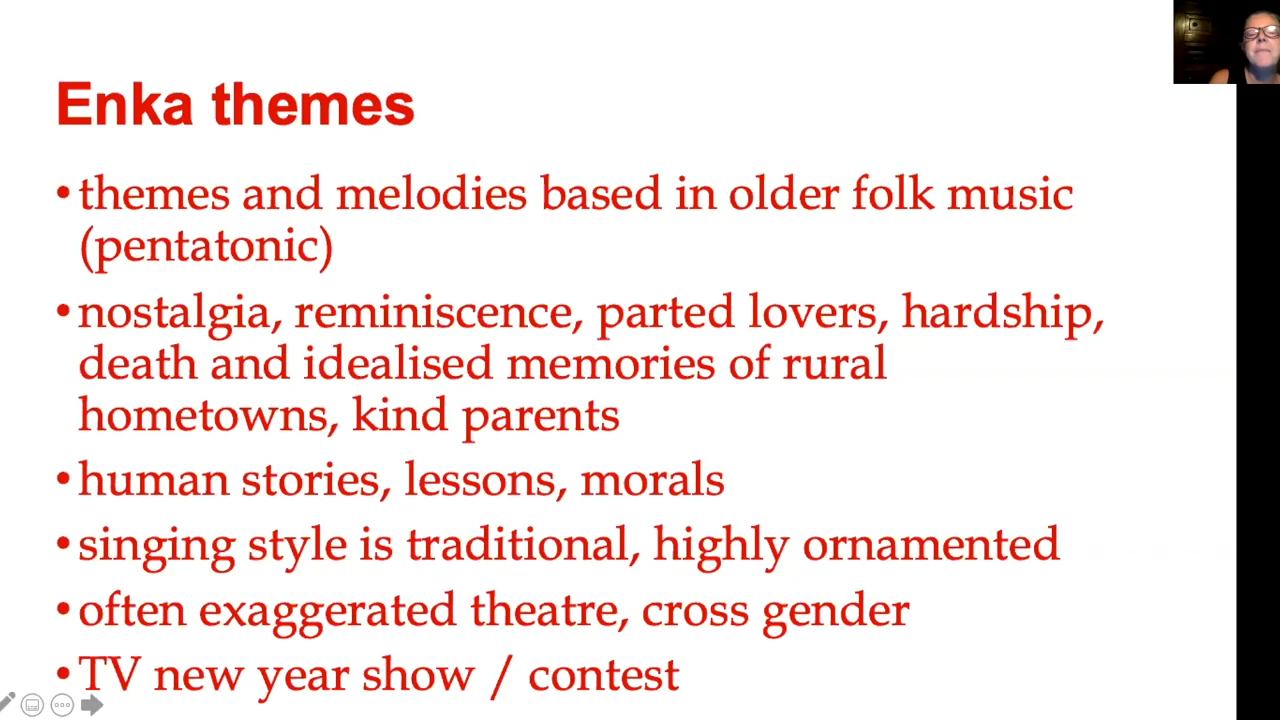 Enka themes
•themes and melodies based in older folk music
(pentatonic)
•nostalgia, reminiscence, parted lovers, hardship,
death and idealised memories of rural
hometowns, kind parents
•human stories, lessons, morals
•singing style is traditional, highly ornamented
•often exaggerated theatre, cross gender
•TV new year show / contest